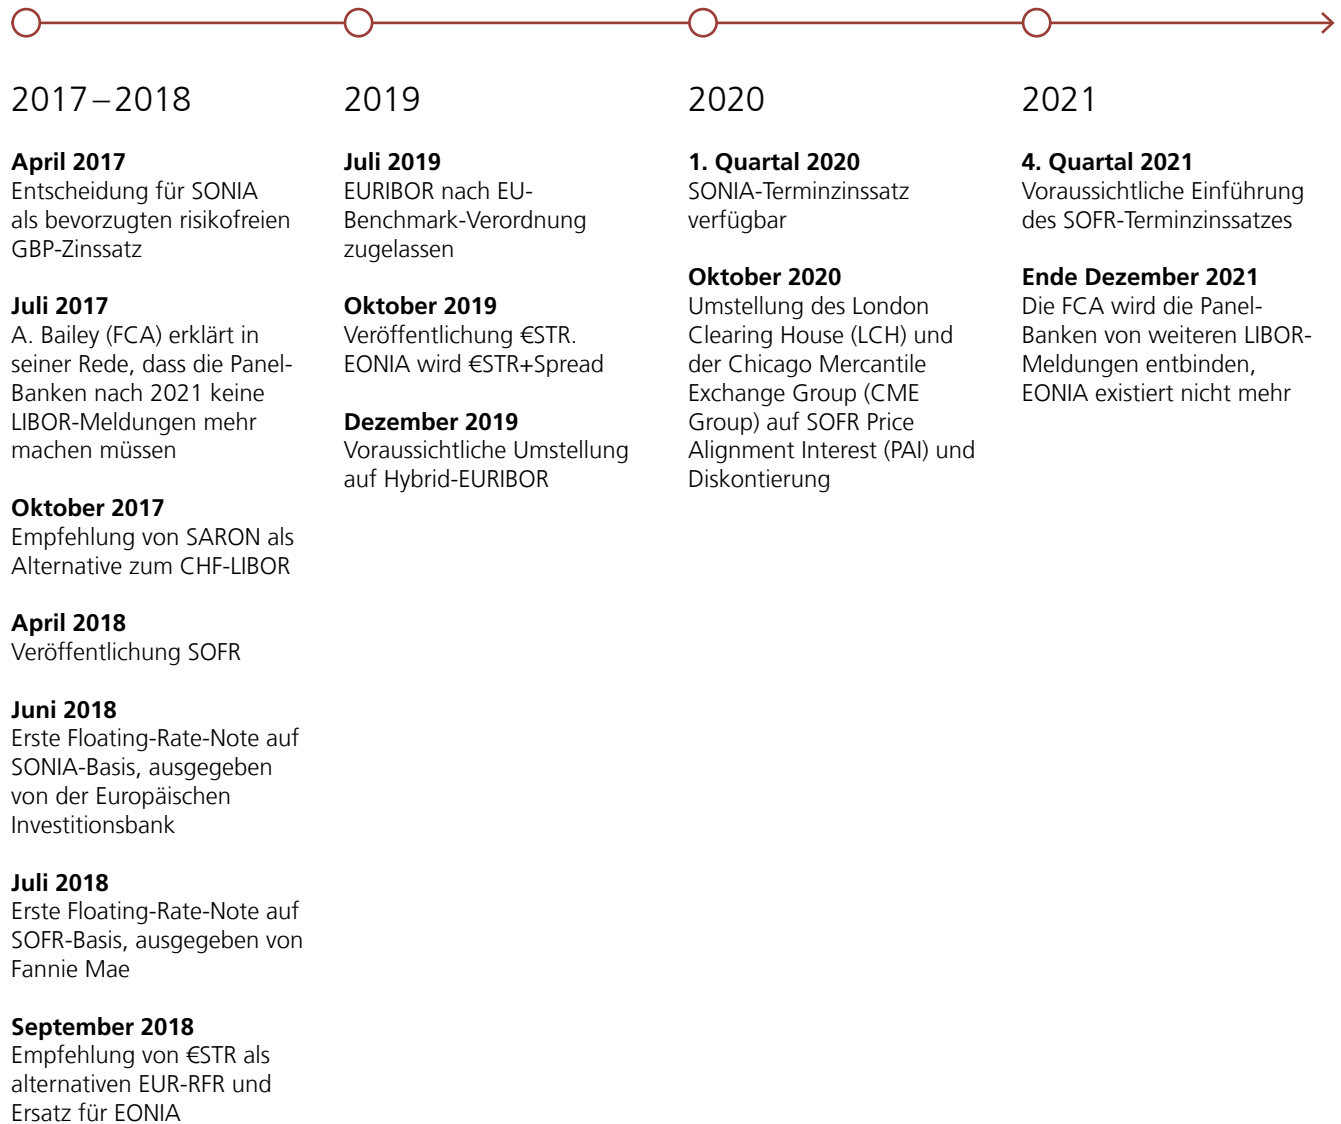 2017–2018
April 2017
Entscheidung für SONIA
als bevorzugten risikofreien
GBP-Zinssatz
Juli 2017
A. Bailey (FCA) erklärt in
seiner Rede, dass die Panel-
Banken nach 2021 keine
LIBOR-Meldungen mehr
machen müssen
Oktober 2017
Empfehlung von SARON als
Alternative zum CHF-LIBOR
April 2018
Veröffentlichung SOFR
Juni 2018
Erste Floating-Rate-Note auf
SONIA-Basis, ausgegeben
von der Europäischen
Investitionsbank
Juli 2018
Erste Floating-Rate-Note auf
SOFR-Basis, ausgegeben von
Fannie Mae
September 2018
Empfehlung von €STR als
alternativen EUR-RFR und
Ersatz für EONIA
2019
Juli 2019
EURIBOR nach EU-
Benchmark-Verordnung
zugelassen
Oktober 2019
Veröffentlichung €STR.
EONIA wird €STR+Spread
Dezember 2019
Voraussichtliche Umstellung
auf Hybrid-EURIBOR
2020
1. Quartal 2020
SONIA-Terminzinssatz
verfügbar
Oktober 2020
Umstellung des London
Clearing House (LCH) und
der Chicago Mercantile
Exchange Group (CME
Group) auf SOFR Price
Alignment Interest (PAI) und
Diskontierung
2021
4. Quartal 2021
Voraussichtliche Einführung
des SOFR-Terminzinssatzes
Ende Dezember 2021
Die FCA wird die Panel-
Banken von weiteren LIBOR-
Meldungen entbinden,
EONIA existiert nicht mehr